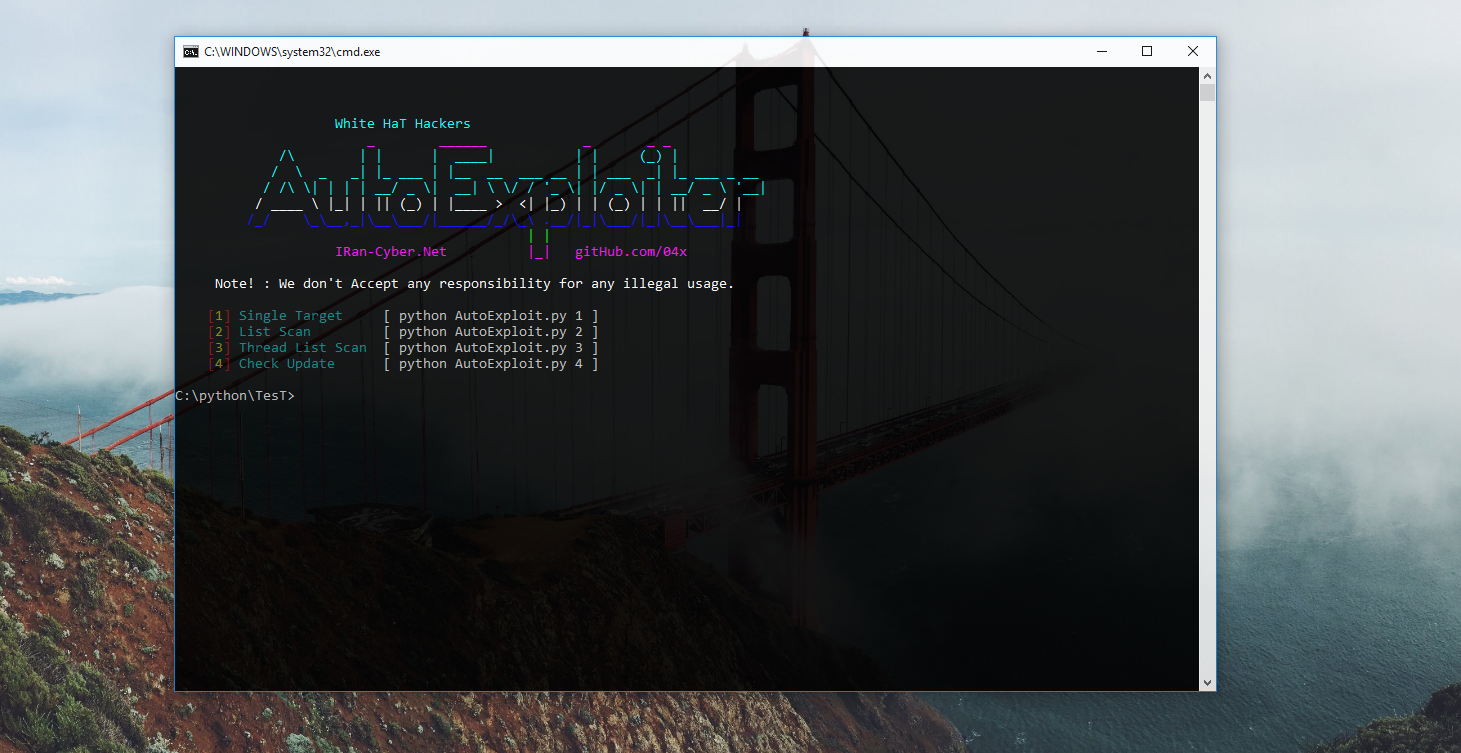 C:\WINDOWS\system32\cmd.exe
White HaT Hackers
AutoExploiter
IRan-Cyber.Net gitHub.com/04x
Note! : We don't Accept any responsibility for any illegal usage.
[1] Single Target [ python AutoExploit.py 1 ]
[2] List Scan [ python AutoExploit.py 2 ]
[3] Thread List Scan [ python AutoExploit.py 3 ]
[4] Check Update [ python AutoExploit.py 4 ]
C:\python\TesT>